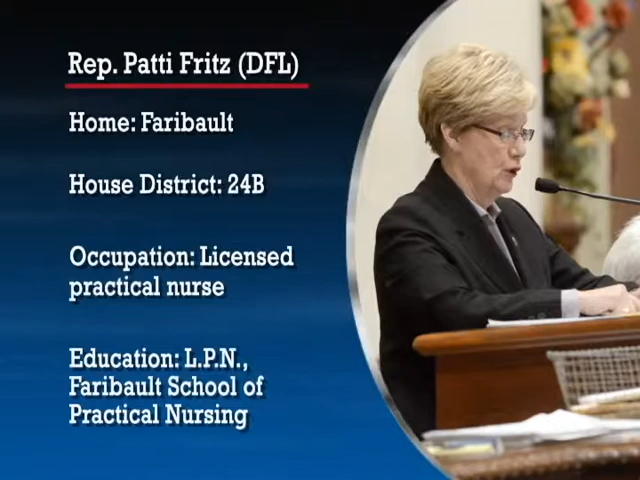 Rep. Patti Fritz (DFL)
Home: Faribault
House District: 24B
Occupation: Licensed
practical nurse
Education: L.P.N.,
Faribault School of
Practical Nursing